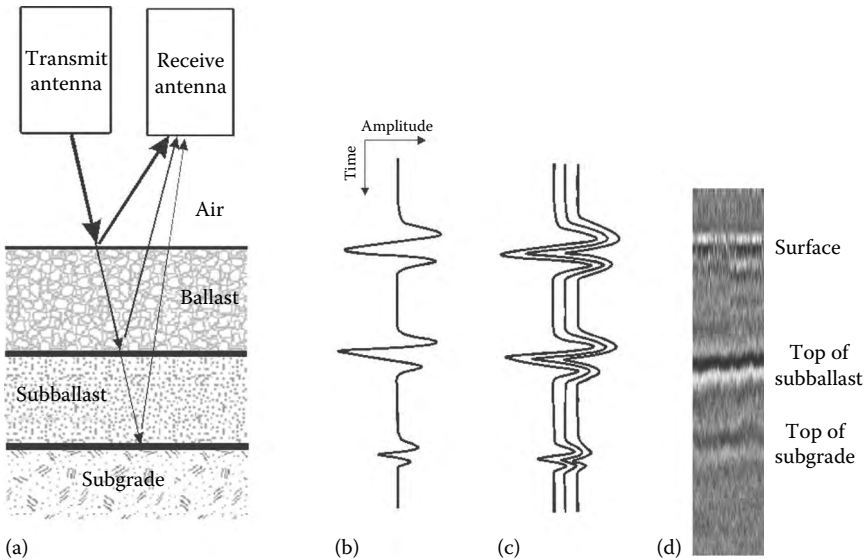 Transmit
antenna
Receive
antenna
Air
Ballast
Subballast
Subgrade
(a)
Amplitude
Time
(b)
(c)
Surface
Top of
subballast
Top of
subgrade
(d)